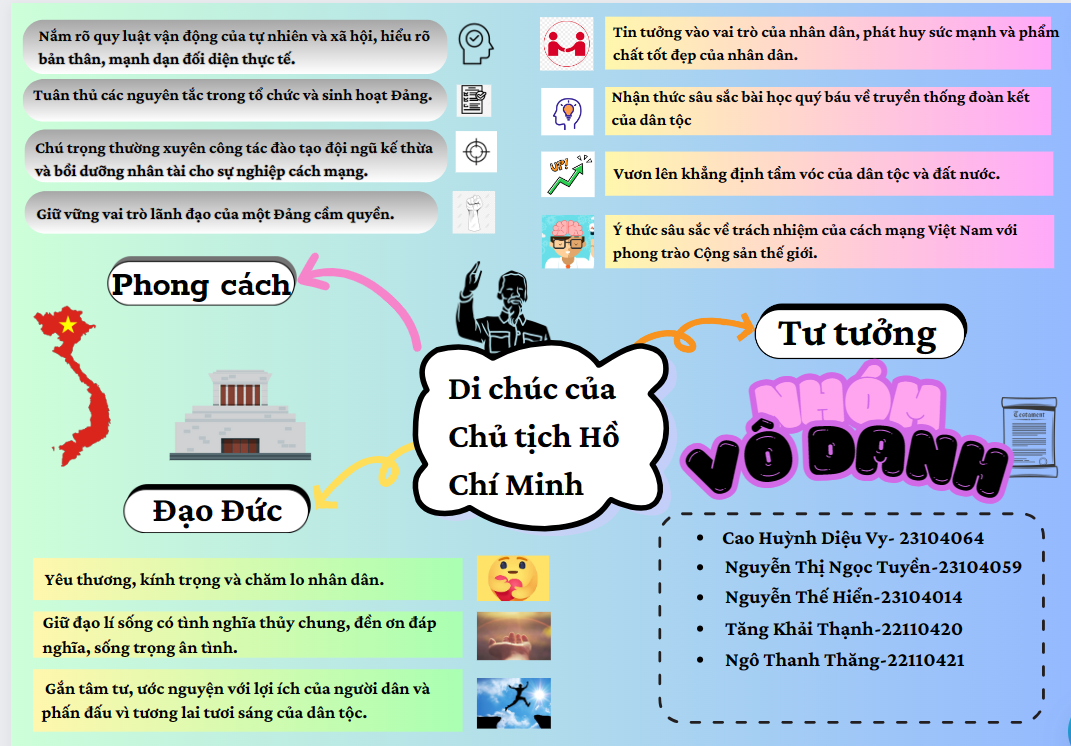 Nắm rõ quy luật vận động của tự nhiên và xã hội, hiểu rõ
bản thân, mạnh dạn đối diện thực tế.
Tuân thủ các nguyên tắc trong tổ chức và sinh hoạt Đảng.
Chú trọng thường xuyên công tác đào tạo đội ngũ kế thừa
và bồi dưỡng nhân tài cho sự nghiệp cách mạng.
Giữ vững vai trò lãnh đạo của một Đảng cầm quyền.
Phong cách
Tin tưởng vào vai trò của nhân dân, phát huy sức mạnh và phẩm
chất tốt đẹp của nhân dân.
Nhận thức sâu sắc bài học quý báu về truyền thống đoàn kết
của dân tộc
UP!
Vươn lên khẳng định tầm vóc của dân tộc và đất nước.
Ý thức sâu sắc về trách nhiệm của cách mạng Việt Nam với
phong trào Cộng sản thế giới.
Tư tưởng
Di chúc của
Chủ tịch Hồ
Chí Minh
NHÓM
VÔ DANH
Testament
Đạo Đức
Yêu thương, kính trọng và chăm lo nhân dân.
Giữ đạo lí sống có tình nghĩa thủy chung, đền ơn đáp
nghĩa, sống trọng ân tình.
Gắn tâm tư, ước nguyện với lợi ích của người dân và
phấn đấu vì tương lai tươi sáng của dân tộc.
• Cao Huỳnh Diệu Vy- 23104064
• Nguyễn Thị Ngọc Tuyền-23104059
• Nguyễn Thế Hiển-23104014
• Tăng Khải Thạnh-22110420
• Ngô Thanh Thăng-22110421